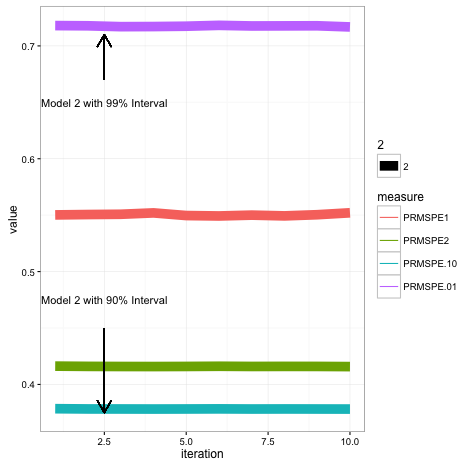 0.7
0.6
0.5
0.4
value
Model 2 with 99% Interval
Model 2 with 90% Interval
2.5 5.0 7.5 10.0
iteration
2
2
measure
PRMSPE1
PRMSPE2
PRMSPE.10
PRMSPE.01